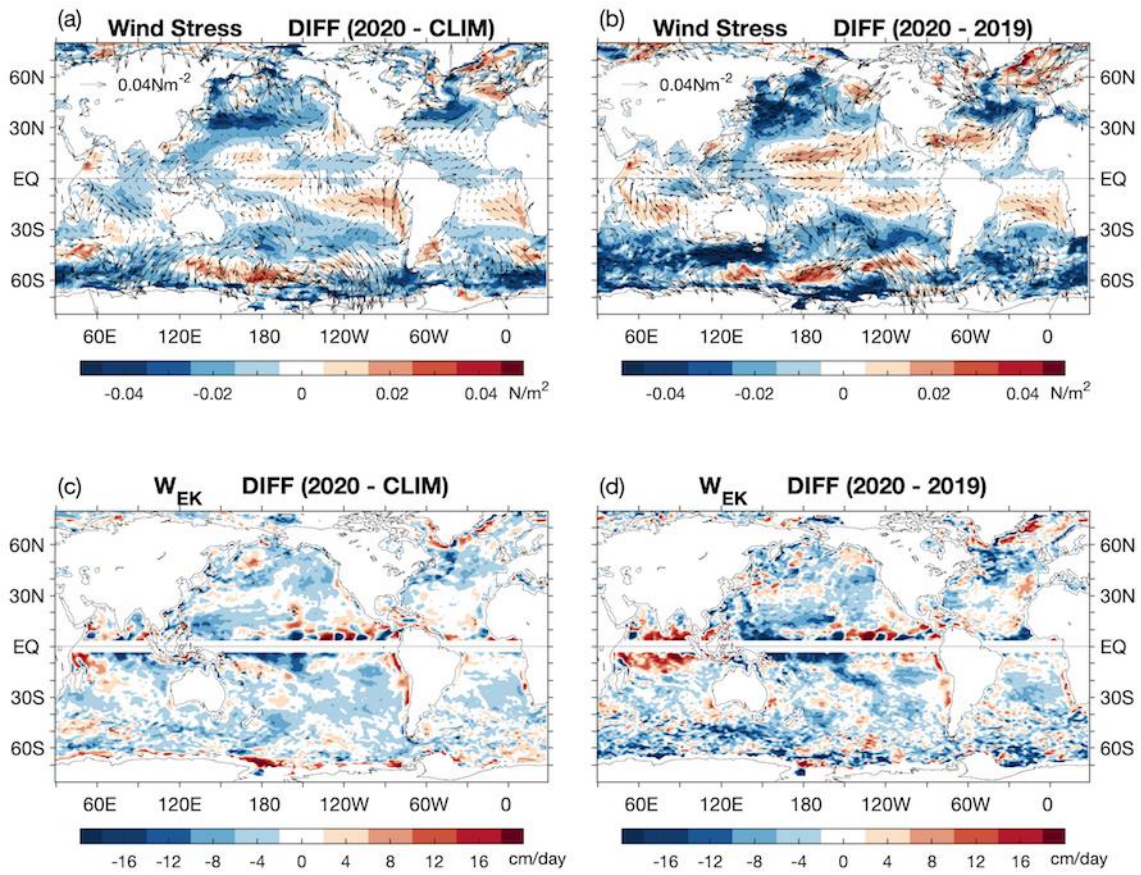 (a) Wind Stress DIFF (2020 - CLIM)
(b) Wind Stress DIFF (2020 - 2019)
60N 0.04Nm⁻² 0.04Nm⁻² 60N
30N 30N
EQ EQ
30S 30S
60S 60S
60E 120E 180 120W 60W 0 60E 120E 180 120W 60W 0
-0.04 -0.02 0 0.02 0.04 N/m²
-0.04 -0.02 0 0.02 0.04 N/m²
(c) W_EK DIFF (2020 - CLIM)
(d) W_EK DIFF (2020 - 2019)
60N 60N
30N 30N
EQ EQ
30S 30S
60S 60S
60E 120E 180 120W 60W 0 60E 120E 180 120W 60W 0
-16 -12 -8 -4 0 4 8 12 16 cm/day
-16 -12 -8 -4 0 4 8 12 16 cm/day